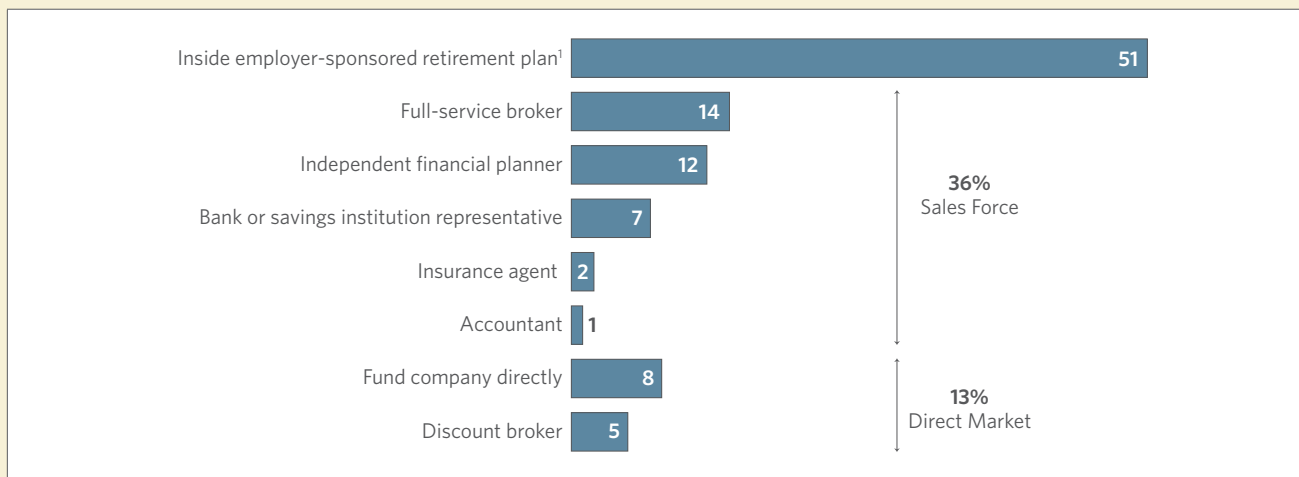 Inside employer-sponsored retirement plan¹ 51
Full-service broker 14
Independent financial planner 12
36%
Sales Force
Bank or savings institution representative 7
Insurance agent 2
Accountant 1
Fund company directly 8
13%
Direct Market
Discount broker 5